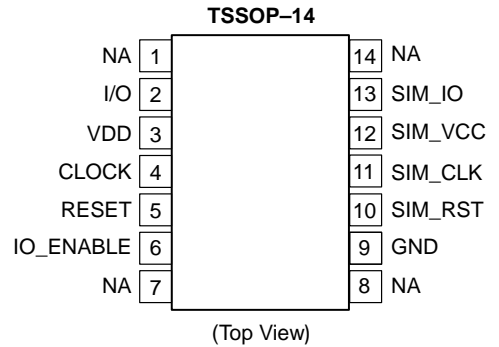 TSSOP–14
NA 1 14 NA
I/O 2 13 SIM_IO
VDD 3 12 SIM_VCC
CLOCK 4 11 SIM_CLK
RESET 5 10 SIM_RST
IO_ENABLE 6 9 GND
NA 7 8 NA
(Top View)